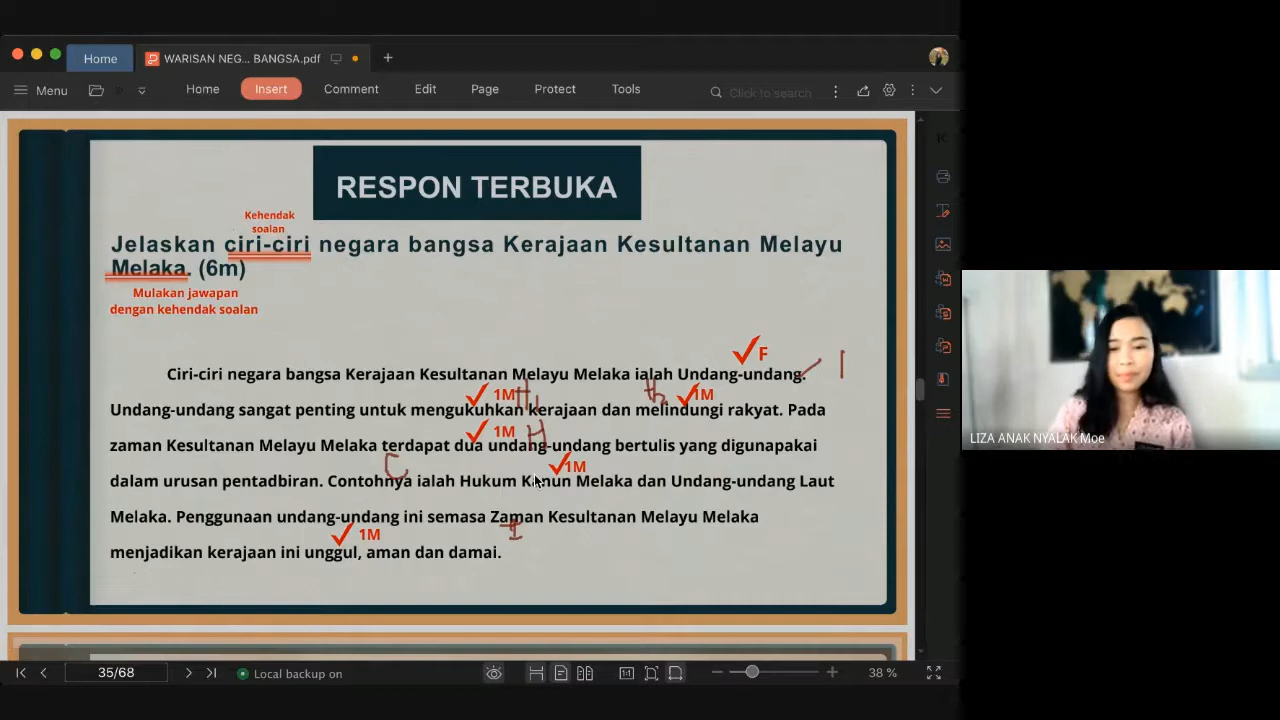 Home
WARISAN NEG... BANGSA.pdf
Menu
Home
Insert
Comment
Edit
Page
Protect
Tools
Click to search
RESPON TERBUKA
Kehendak
soalan
Jelaskan ciri-ciri negara bangsa Kerajaan Kesultanan Melayu
Melaka. (6m)
Mulakan jawapan
dengan kehendak soalan
F
Ciri-ciri negara bangsa Kerajaan Kesultanan Melayu Melaka ialah Undang-undang.
1M 1M
Undang-undang sangat penting untuk mengukuhkan kerajaan dan melindungi rakyat. Pada
1M H
zaman Kesultanan Melayu Melaka terdapat dua undang-undang bertulis yang digunapakai
C 1M
dalam urusan pentadbiran. Contohnya ialah Hukum Kanun Melaka dan Undang-undang Laut
Melaka. Penggunaan undang-undang ini semasa Zaman Kesultanan Melayu Melaka
1M I
menjadikan kerajaan ini unggul, aman dan damai.
LIZA ANAK NYALAK Moe
35/68
Local backup on
1:1
38 %